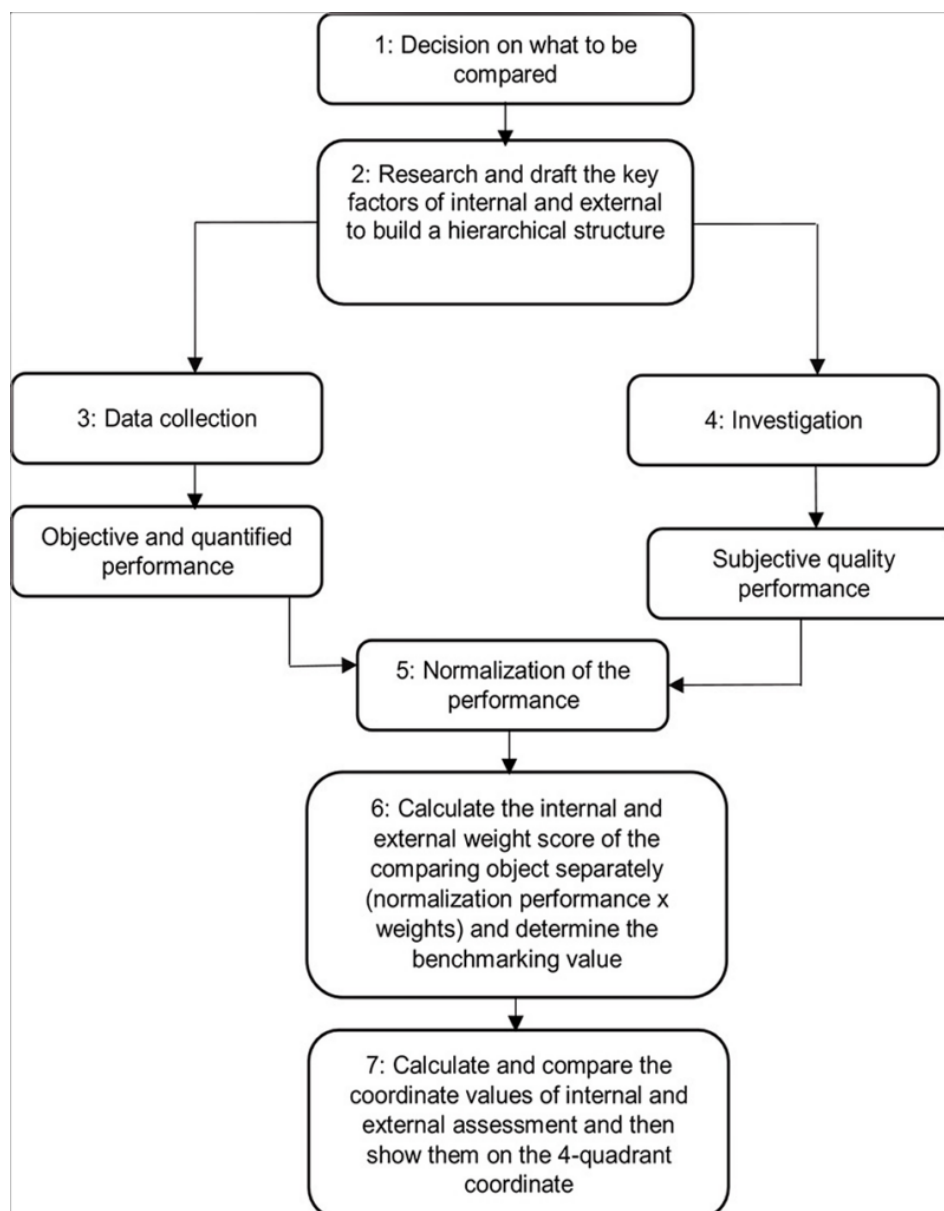 1: Decision on what to be
compared
2: Research and draft the key
factors of internal and external
to build a hierarchical structure
3: Data collection
4: Investigation
Objective and quantified
performance
Subjective quality
performance
5: Normalization of the
performance
6: Calculate the internal and
external weight score of the
comparing object separately
(normalization performance x
weights) and determine the
benchmarking value
7: Calculate and compare the
coordinate values of internal and
external assessment and then
show them on the 4-quadrant
coordinate